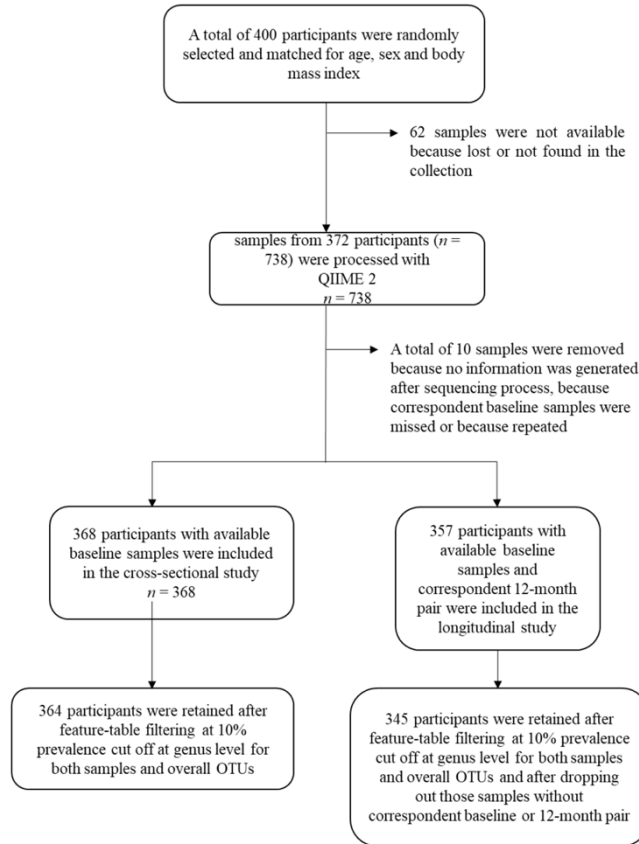 A total of 400 participants were randomly
selected and matched for age, sex and body
mass index
62 samples were not available
because lost or not found in the
collection
samples from 372 participants (n =
738) were processed with
QIIME 2
n = 738
A total of 10 samples were removed
because no information was generated
after sequencing process, because
correspondent baseline samples were
missed or because repeated
368 participants with available
baseline samples were included
in the cross-sectional study
n = 368
357 participants with
available baseline
samples and
correspondent 12-month
pair were included in the
longitudinal study
364 participants were retained after
feature-table filtering at 10%
prevalence cut off at genus level for
both samples and overall OTUs
345 participants were retained after
feature-table filtering at 10% prevalence
cut off at genus level for both samples
and overall OTUs and after dropping
out those samples without
correspondent baseline or 12-month pair